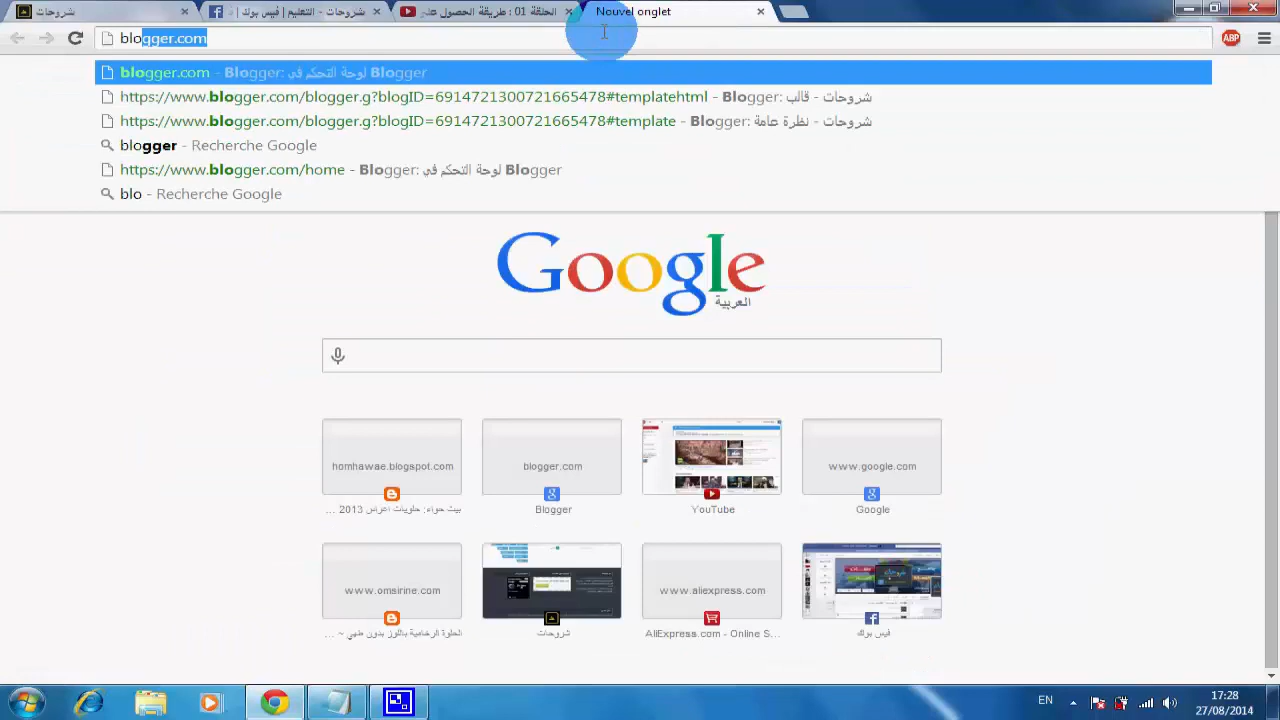 شروحات
شروحات - التعليم | فيس بوك
الحلقة 01 : طريقة الحصول على
Nouvel onglet
blogger.com
ABP
blogger.com - Blogger: لوحة التحكم في Blogger
https://www.blogger.com/blogger.g?blogID=6914721300721665478#templatehtml - Blogger: شروحات - قالب
https://www.blogger.com/blogger.g?blogID=6914721300721665478#template - Blogger: شروحات - نظرة عامة
blogger - Recherche Google
https://www.blogger.com/home - Blogger: لوحة التحكم في Blogger
blo - Recherche Google
Google
العربية
homhawae.blogspot.com
blogger.com
www.google.com
بيت حواء: حلويات اعراس 2013 ...
Blogger
YouTube
Google
www.omsirine.com
www.aliexpress.com
الحلوة الرخامية باللوز بدون طهي ~ ...
شروحات
AliExpress.com - Online S...
فيس بوك
EN
17:28
27/08/2014